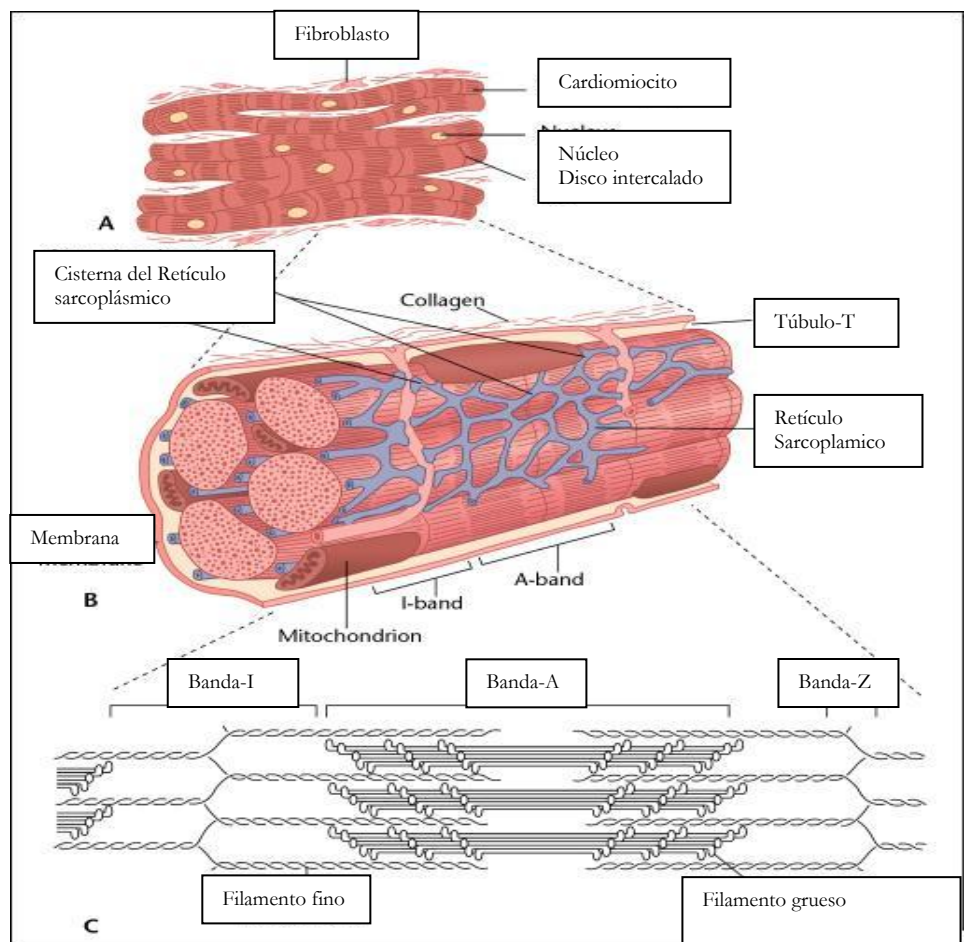 Fibroblasto
Cardiomiocito
Núcleo
Disco intercalado
A
Cisterna del Retículo
sarcoplásmico
Collagen
Túbulo-T
Retículo
Sarcoplamico
Membrana
B
I-band
A-band
Mitochondrion
Banda-I
Banda-A
Banda-Z
Filamento fino
Filamento grueso
C